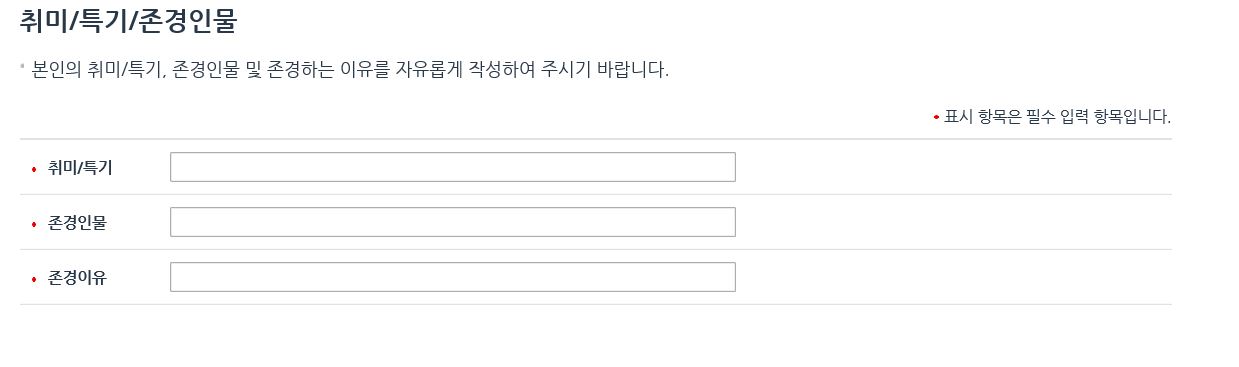 취미/특기/존경인물
본인의 취미/특기, 존경인물 및 존경하는 이유를 자유롭게 작성하여 주시기 바랍니다.
표시 항목은 필수 입력 항목입니다.
취미/특기
존경인물
존경이유